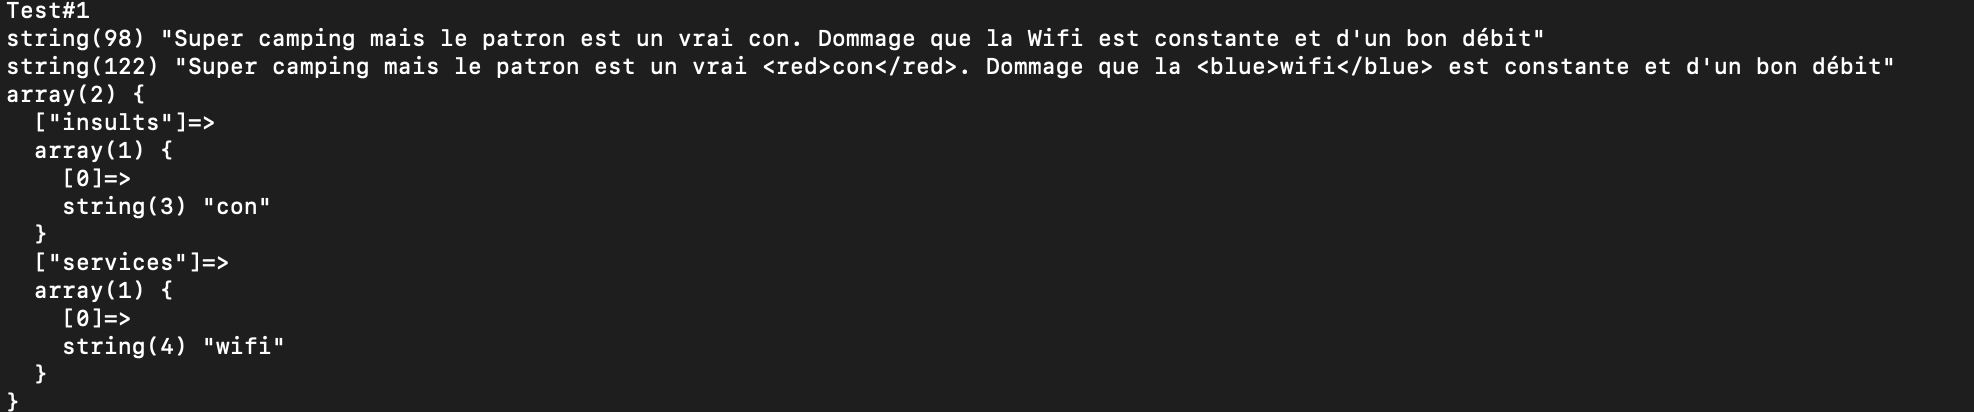 Test#1
string(98) "Super camping mais le patron est un vrai con. Dommage que la Wifi est constante et d'un bon débit"
string(122) "Super camping mais le patron est un vrai <red>con</red>. Dommage que la <blue>wifi</blue> est constante et d'un bon débit"
array(2) {
  ["insults"]=>
  array(1) {
    [0]=>
    string(3) "con"
  }
  ["services"]=>
  array(1) {
    [0]=>
    string(4) "wifi"
  }
}